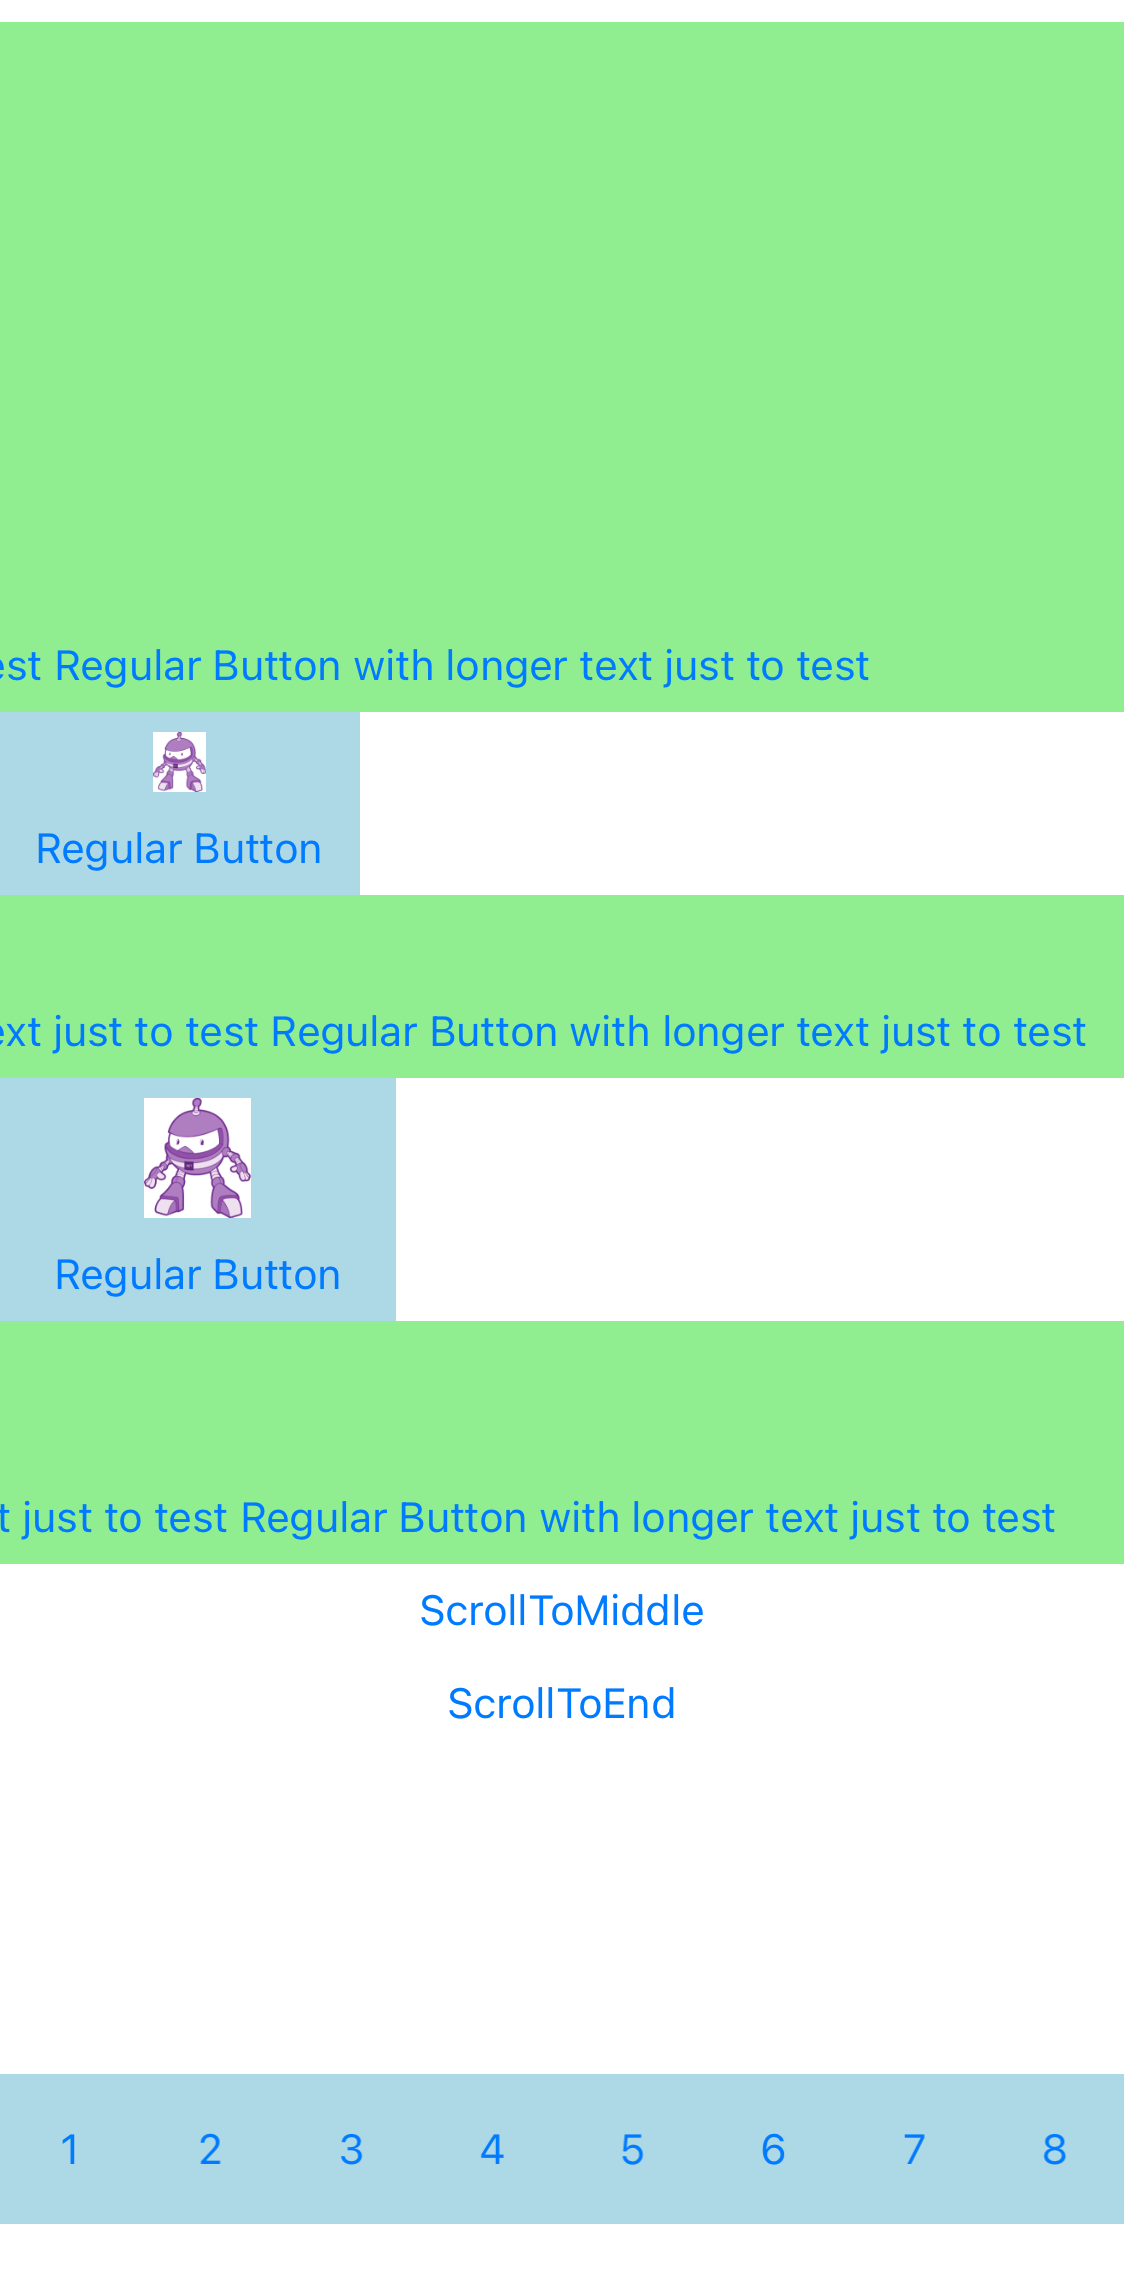 est Regular Button with longer text just to test
Regular Button
ext just to test Regular Button with longer text just to test
Regular Button
t just to test Regular Button with longer text just to test
ScrollToMiddle
ScrollToEnd
1 2 3 4 5 6 7 8